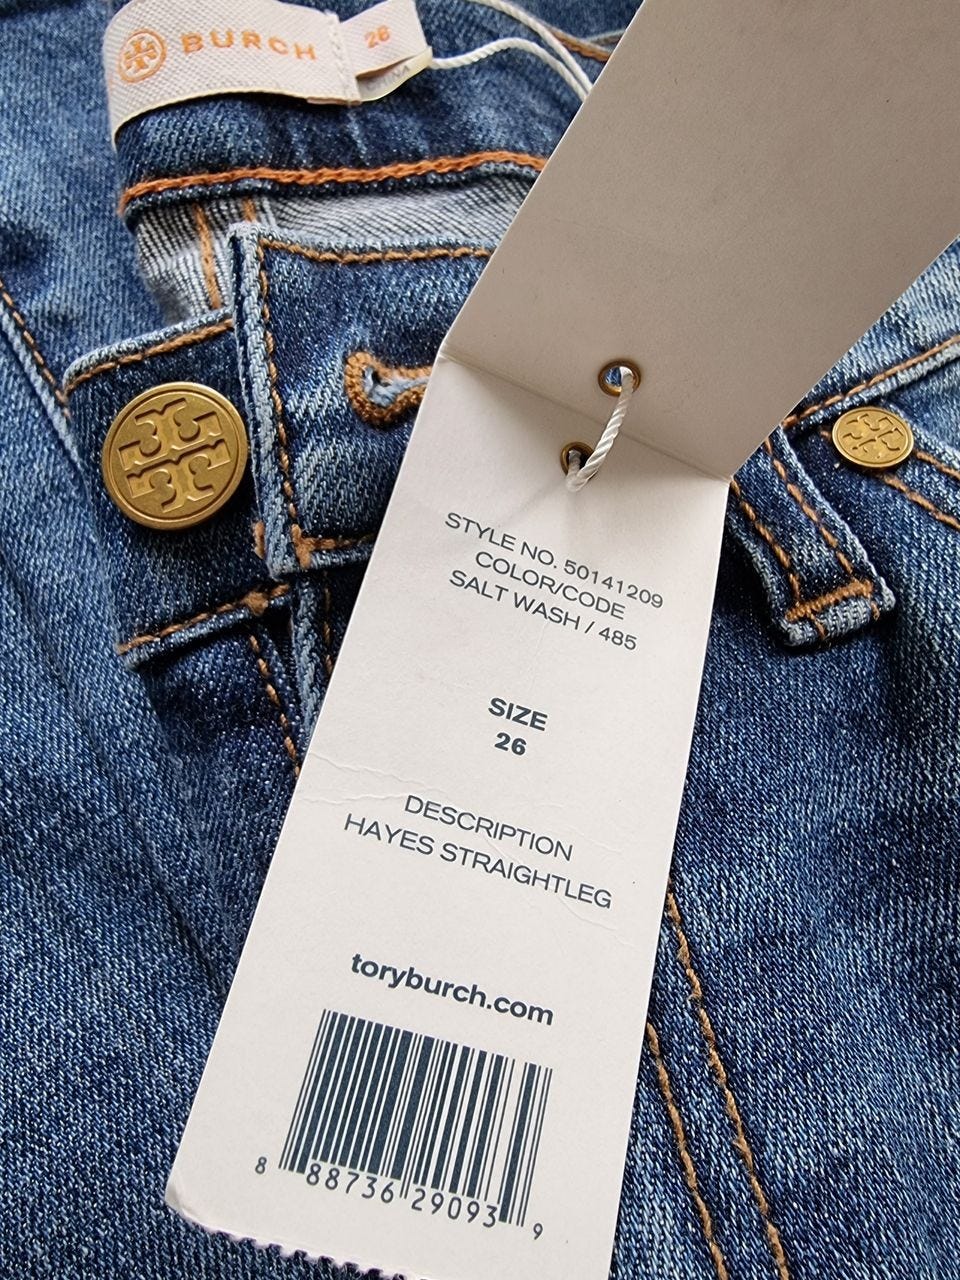 BURCH
26
CHINA
STYLE NO. 50141209
COLOR/CODE
SALT WASH / 485
SIZE
26
DESCRIPTION
HAYES STRAIGHTLEG
toryburch.com
8 88736 29093 9